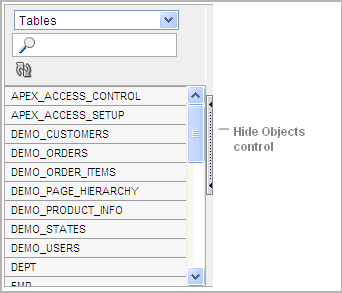 Tables
APEX_ACCESS_CONTROL
APEX_ACCESS_SETUP
DEMO_CUSTOMERS
DEMO_ORDERS
DEMO_ORDER_ITEMS
DEMO_PAGE_HIERARCHY
DEMO_PRODUCT_INFO
DEMO_STATES
DEMO_USERS
DEPT
EMP
Hide Objects
control